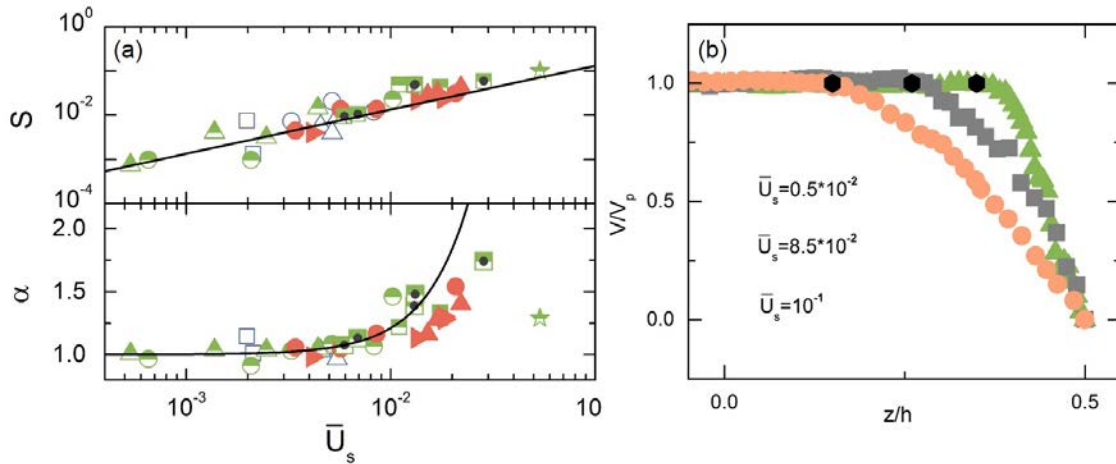 (a)
10⁰
10⁻²
10⁻⁴
S
2.0
1.5
1.0
α
10⁻³
10⁻²
10
Ū_s
(b)
1.0
0.5
0.0
V/V_p
Ū_s=0.5*10⁻²
Ū_s=8.5*10⁻²
Ū_s=10⁻¹
0.0
0.5
z/h